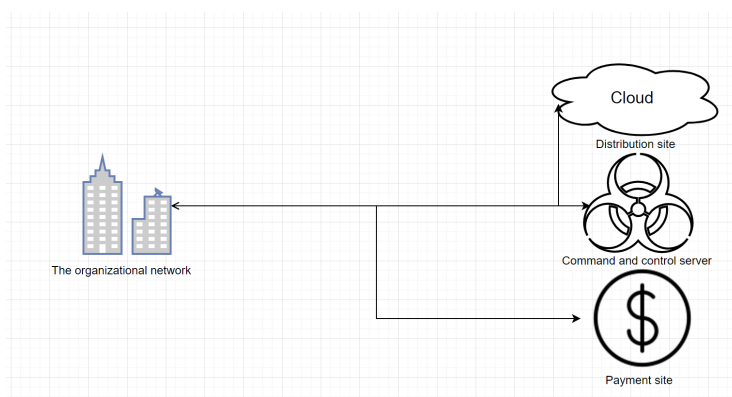 Cloud
Distribution site
The organizational network
Command and control server
$
Payment site